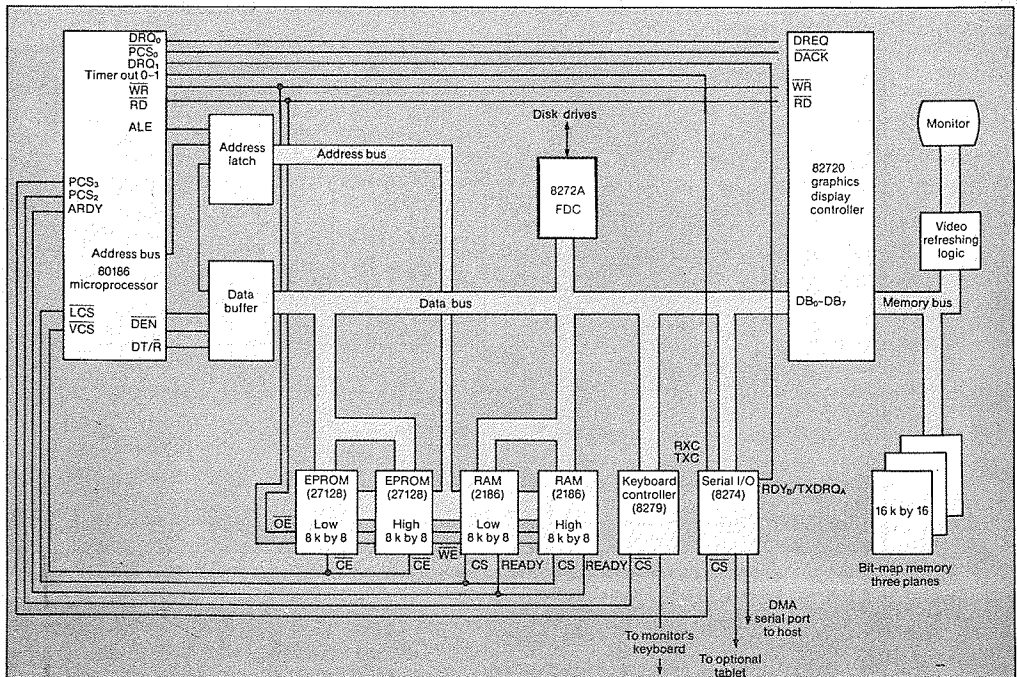 DRQ₀
PCS₀
DRQ₁
Timer out 0-1
WR
RD
ALE
PCS₃
PCS₂
ARDY
Address bus
80186
microprocessor
LCS
VCS
DEN
DT/R
Address
latch
Address bus
Data
buffer
Data bus
Disk drives
8272A
FDC
DREQ
DACK
WR
RD
82720
graphics
display
controller
DB₀-DB₇
Monitor
Video
refreshing
logic
Memory bus
EPROM
(27128)
Low
8 k by 8
EPROM
(27128)
High
8 k by 8
RAM
(2186)
Low
8 k by 8
RAM
(2186)
High
8 k by 8
RXC
TXC
Keyboard
controller
(8279)
Serial I/O
(8274)
RDY_B/TXDRQ_A
16 k by 16
Bit-map memory
three planes
OE
WE
CE
CE
CS
READY
CS
READY
CS
CS
To monitor's
keyboard
DMA
serial port
to host
To optional
tablet